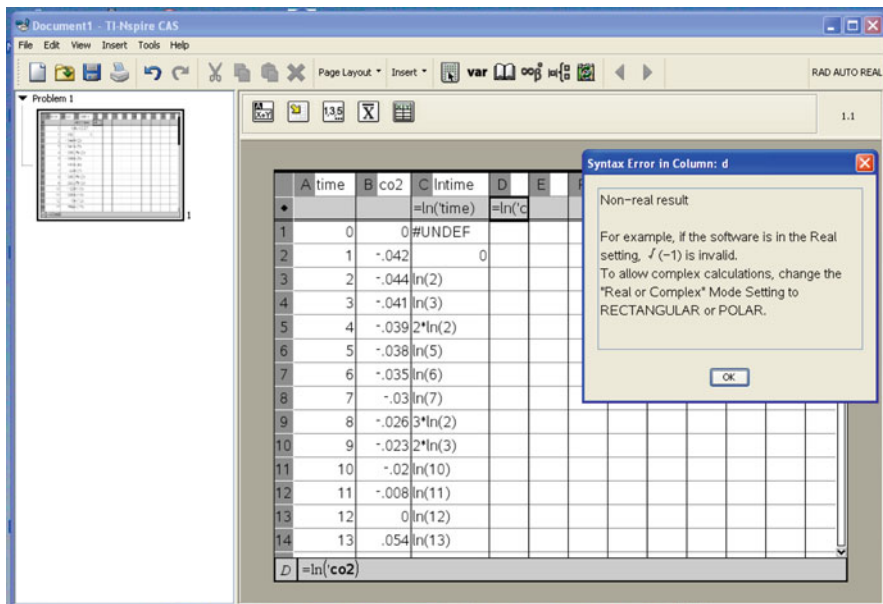 Document1 - TI-Nspire CAS
File Edit View Insert Tools Help
Page Layout Insert var RAD AUTO REAL
Problem 1
1
1.1
A time B co2 C lntime D E
=ln('time) =ln('c
1 0 0 #UNDEF
2 1 -.042 0
3 2 -.044 ln(2)
4 3 -.041 ln(3)
5 4 -.039 2*ln(2)
6 5 -.038 ln(5)
7 6 -.035 ln(6)
8 7 -.03 ln(7)
9 8 -.026 3*ln(2)
10 9 -.023 2*ln(3)
11 10 -.02 ln(10)
12 11 -.008 ln(11)
13 12 0 ln(12)
14 13 .054 ln(13)
D =ln('co2)
Syntax Error in Column: d
Non-real result
For example, if the software is in the Real
setting, √(-1) is invalid.
To allow complex calculations, change the
"Real or Complex" Mode Setting to
RECTANGULAR or POLAR.
OK